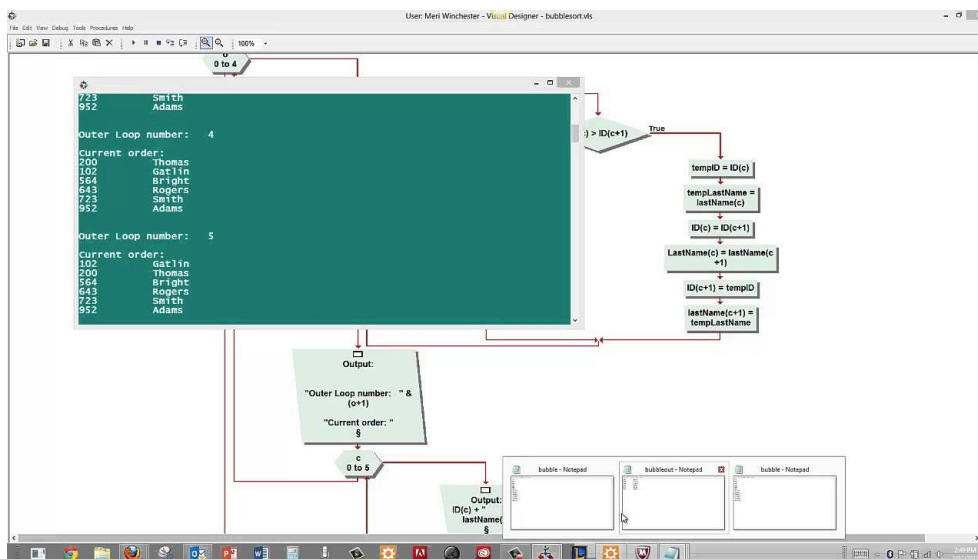 User: Meri Winchester - Visual Designer - bubblesort.vls
File Edit View Debug Tools Procedures Help
100%
0 to 4
723 Smith
952 Adams
Outer Loop number: 4
Current order:
200 Thomas
102 Gatlin
564 Bright
643 Rogers
723 Smith
952 Adams
Outer Loop number: 5
Current order:
102 Gatlin
200 Thomas
564 Bright
643 Rogers
723 Smith
952 Adams
) > ID(c+1)
True
tempID = ID(c)
tempLastName =
lastName(c)
ID(c) = ID(c+1)
LastName(c) = lastName(c
+1)
ID(c+1) = tempID
lastName(c+1) =
tempLastName
Output:
"Outer Loop number: " &
(o+1)
"Current order: "
§
c
0 to 5
Output:
ID(c) + "
lastName(
§
bubble - Notepad
bubbleout - Notepad
bubble - Notepad